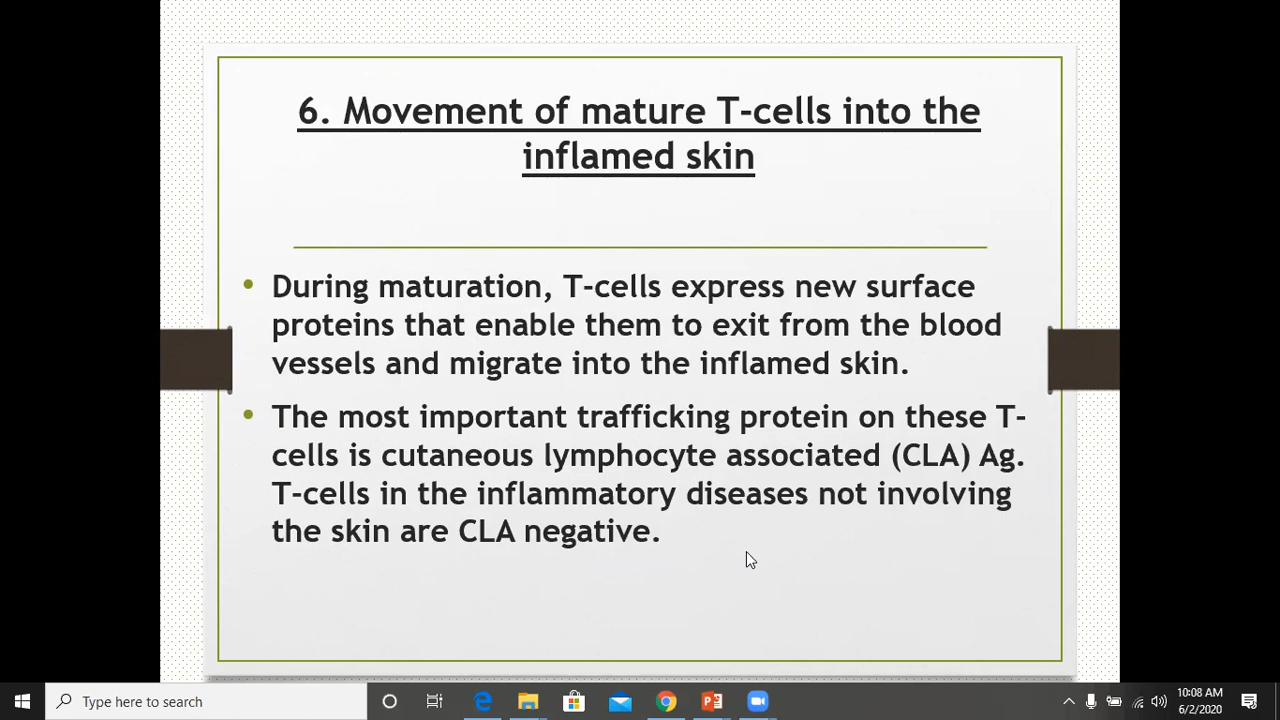 6. Movement of mature T-cells into the
inflamed skin
• During maturation, T-cells express new surface
proteins that enable them to exit from the blood
vessels and migrate into the inflamed skin.
• The most important trafficking protein on these T-
cells is cutaneous lymphocyte associated (CLA) Ag.
T-cells in the inflammatory diseases not involving
the skin are CLA negative.
Type here to search
10:08 AM
6/2/2020